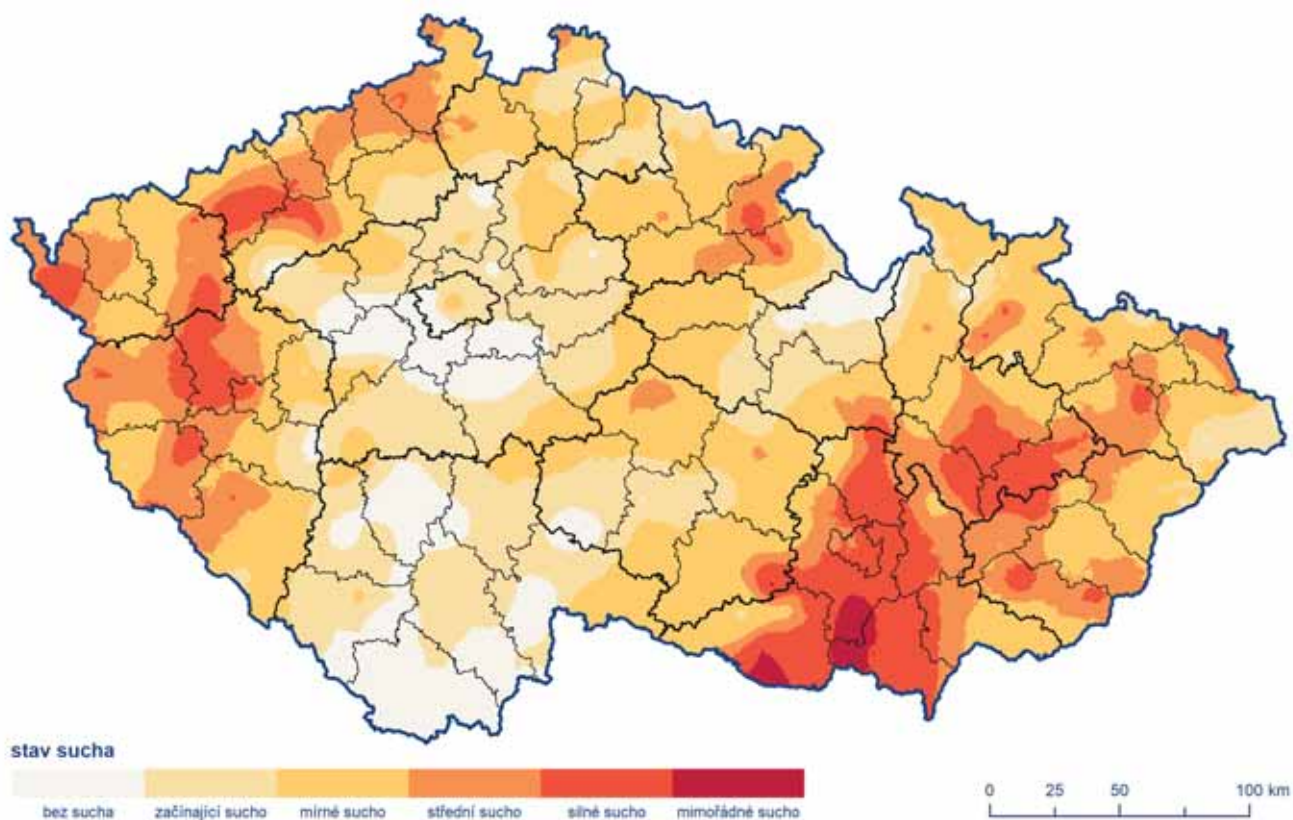 stav sucha
bez sucha začínající sucho mírné sucho střední sucho silné sucho mimořádné sucho
0 25 50 100 km